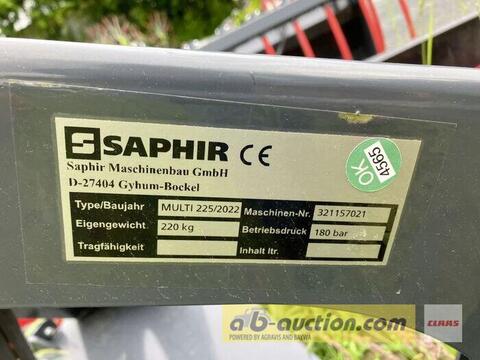 SAPHIR CE
Saphir Maschinenbau GmbH
D-27404 Gyhum-Bockel
OK
4565
Type/Baujahr MULTI 225/2022 Maschinen-Nr. 321157021
Eigengewicht 220 kg Betriebsdruck 180 bar
Tragfähigkeit Inhalt ltr.
a/b-auction.com
POWERED BY AGRAVIS AND BAYWA
CLAAS